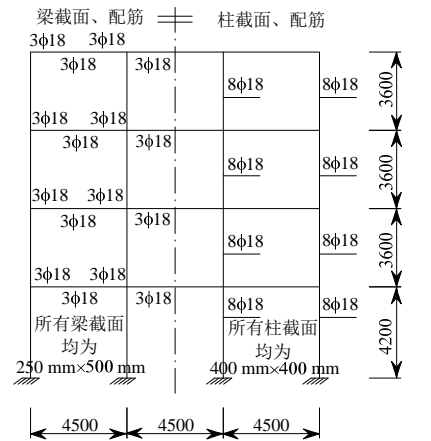 梁截面、配筋 柱截面、配筋
3ϕ18 3ϕ18
3ϕ18 3ϕ18
8ϕ18 8ϕ18
3600
3ϕ18 3ϕ18
3ϕ18 3ϕ18
8ϕ18 8ϕ18
3600
3ϕ18 3ϕ18
3ϕ18 3ϕ18
8ϕ18 8ϕ18
3600
3ϕ18 3ϕ18
3ϕ18 3ϕ18
8ϕ18 8ϕ18
4200
所有梁截面
均为
250 mm×500 mm
所有柱截面
均为
400 mm×400 mm
4500 4500 4500